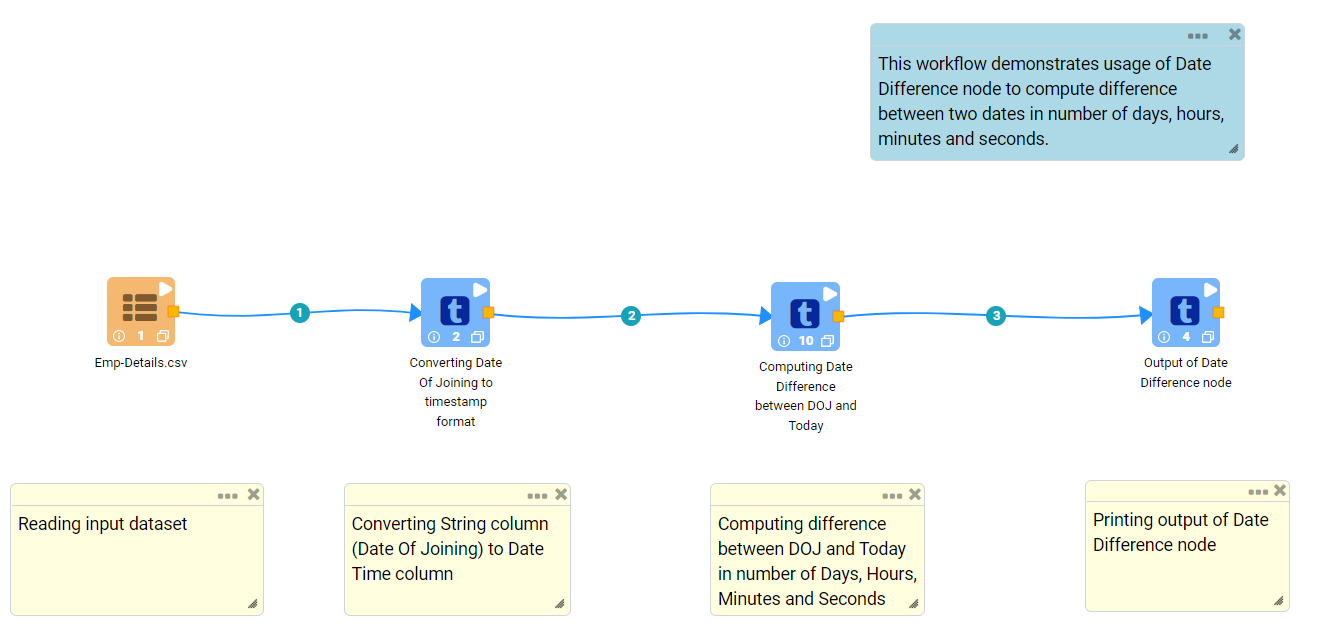 This workflow demonstrates usage of Date
Difference node to compute difference
between two dates in number of days, hours,
minutes and seconds.
1
2
3
t
t
t
1
2
10
4
Emp-Details.csv
Converting Date
Of Joining to
timestamp
format
Computing Date
Difference
between DOJ and
Today
Output of Date
Difference node
Reading input dataset
Converting String column
(Date Of Joining) to Date
Time column
Computing difference
between DOJ and Today
in number of Days, Hours,
Minutes and Seconds
Printing output of Date
Difference node